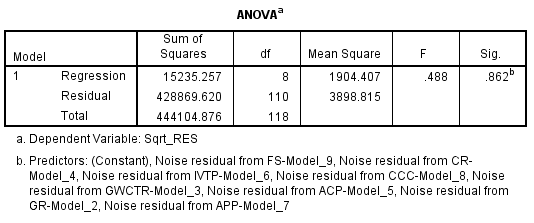 ANOVAa
Model Sum of Squares df Mean Square F Sig.
1 Regression 15235.257 8 1904.407 .488 .862b
Residual 428869.620 110 3898.815
Total 444104.876 118
a. Dependent Variable: Sqrt_RES
b. Predictors: (Constant), Noise residual from FS-Model_9, Noise residual from CR-
Model_4, Noise residual from IVTP-Model_6, Noise residual from CCC-Model_8, Noise
residual from GWCTR-Model_3, Noise residual from ACP-Model_5, Noise residual from
GR-Model_2, Noise residual from APP-Model_7